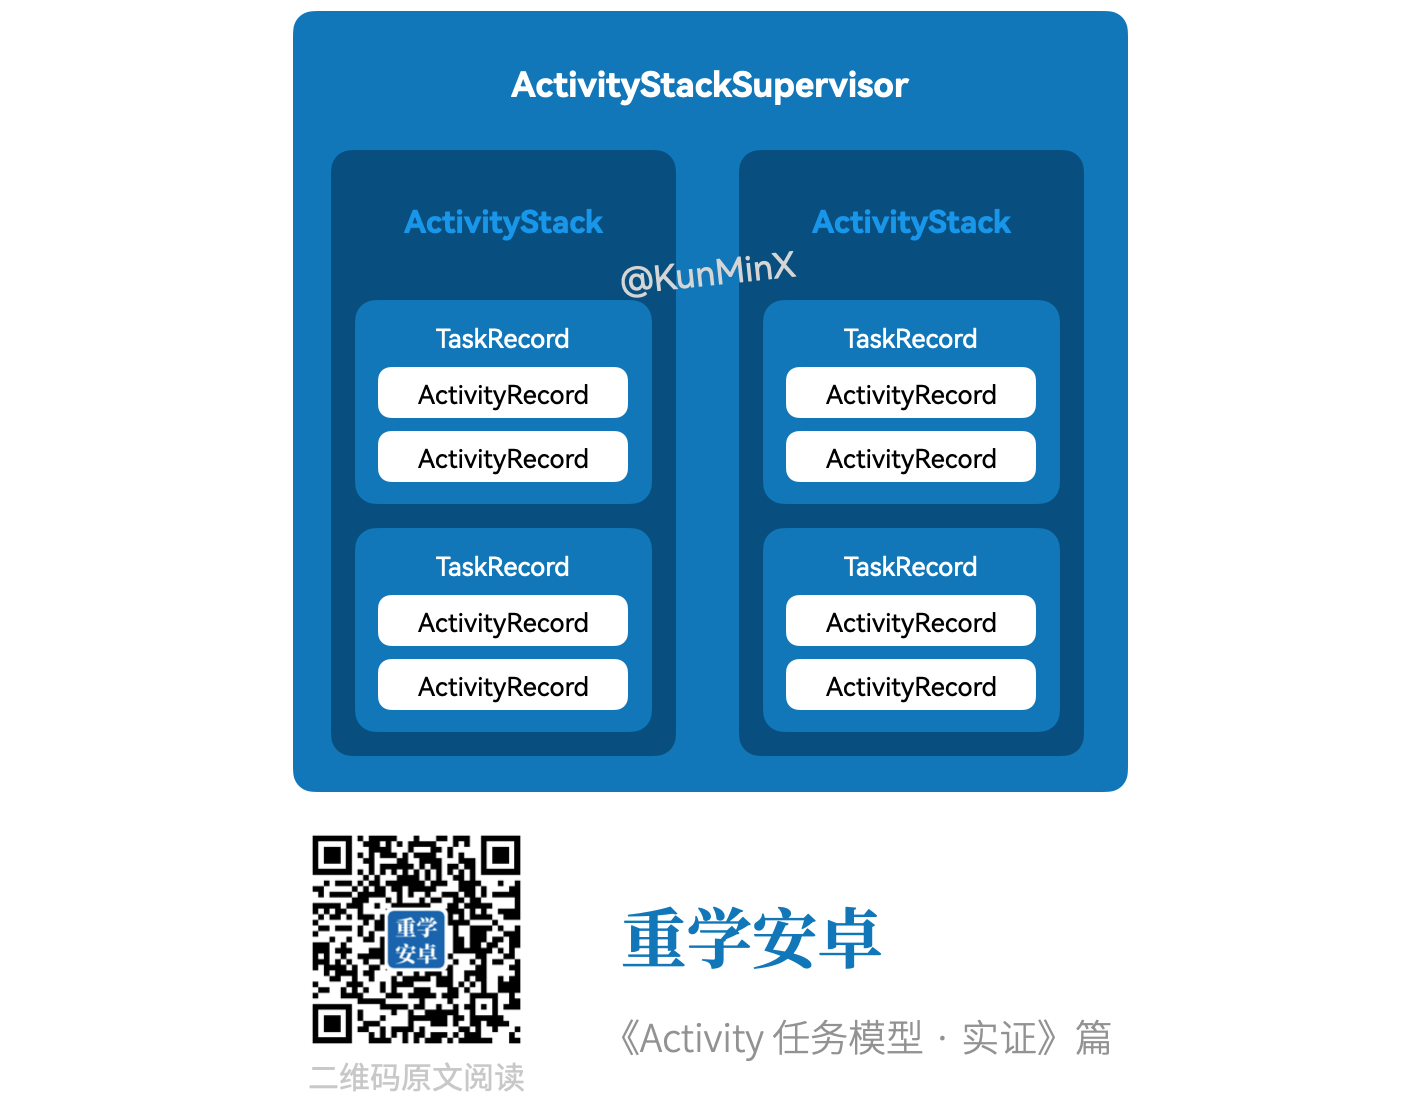 ActivityStackSupervisor
ActivityStack
ActivityStack
@KunMinX
TaskRecord
ActivityRecord
ActivityRecord
TaskRecord
ActivityRecord
ActivityRecord
TaskRecord
ActivityRecord
ActivityRecord
TaskRecord
ActivityRecord
ActivityRecord
重学
安卓
二维码原文阅读
重学安卓
《Activity 任务模型 · 实证》篇